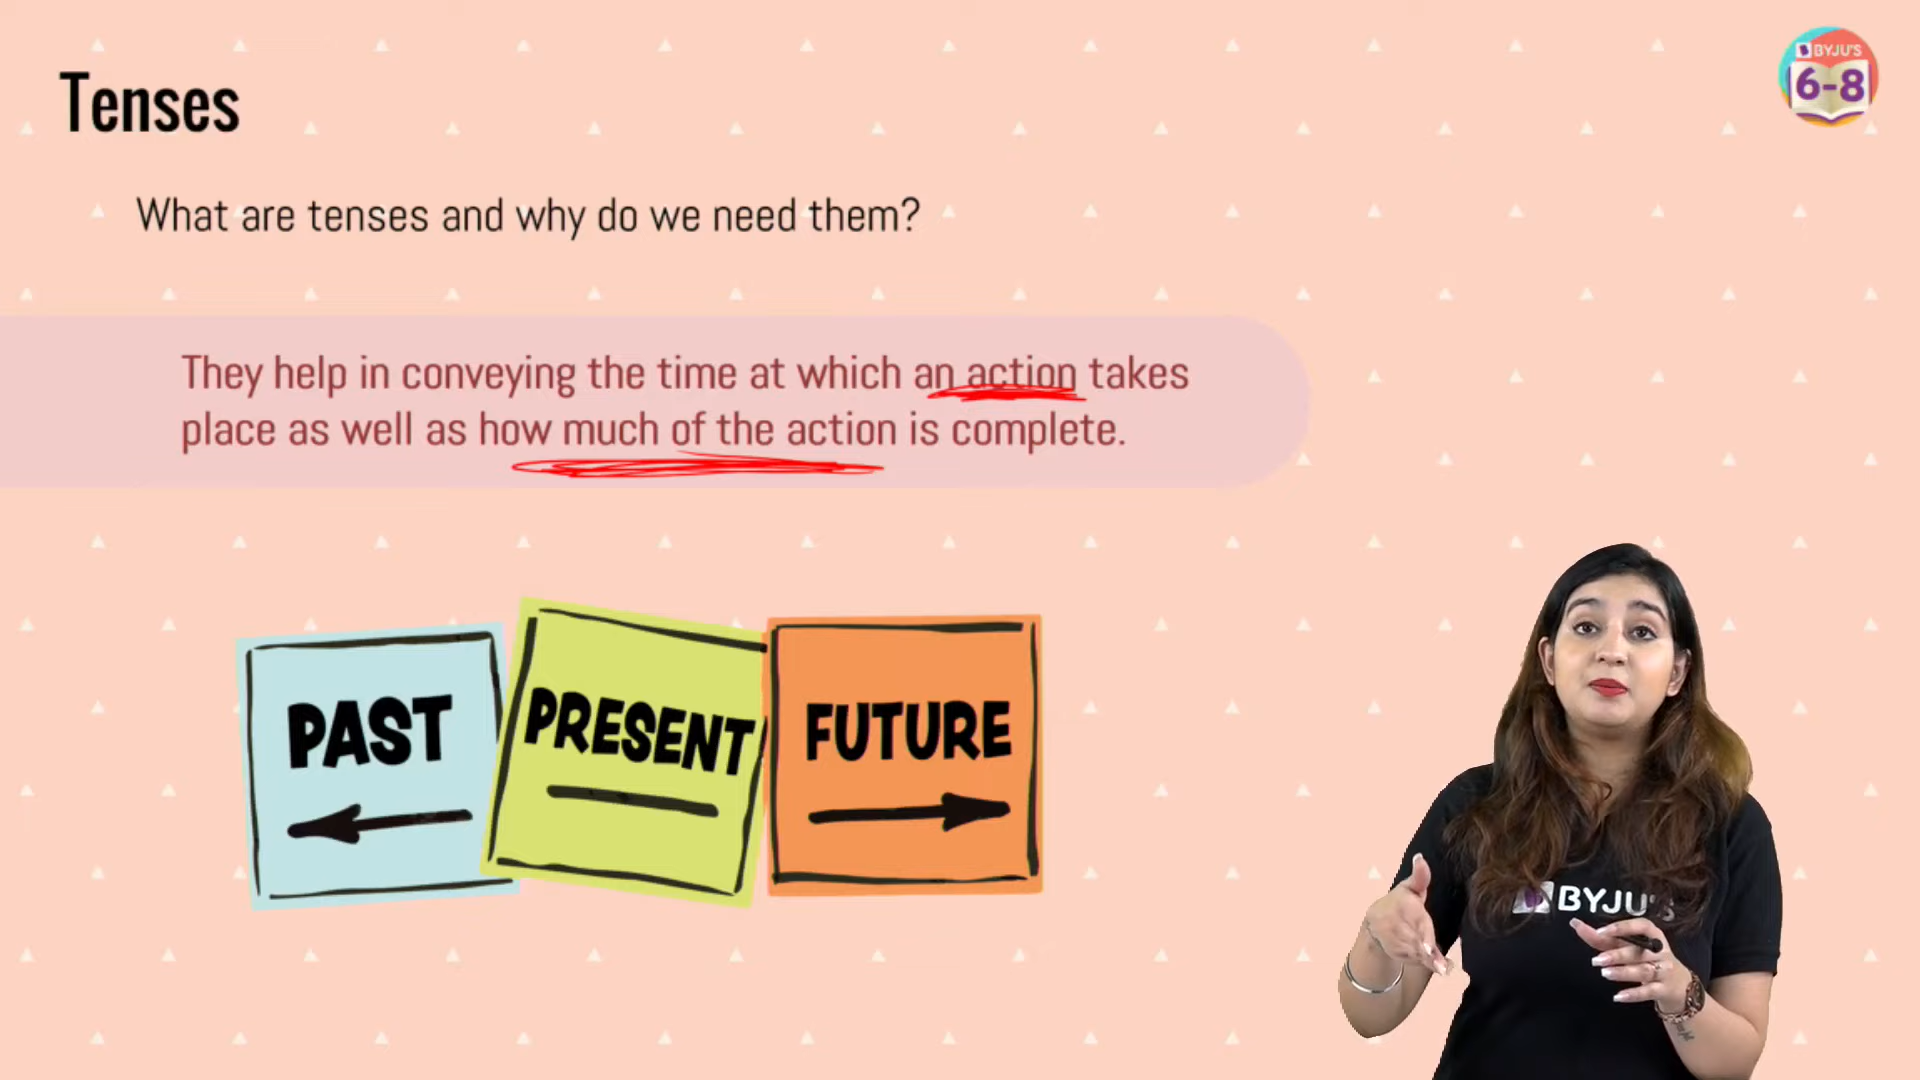 BYJU'S
6-8
Tenses
What are tenses and why do we need them?
They help in conveying the time at which an action takes
place as well as how much of the action is complete.
PAST
PRESENT
FUTURE
BYJU'S